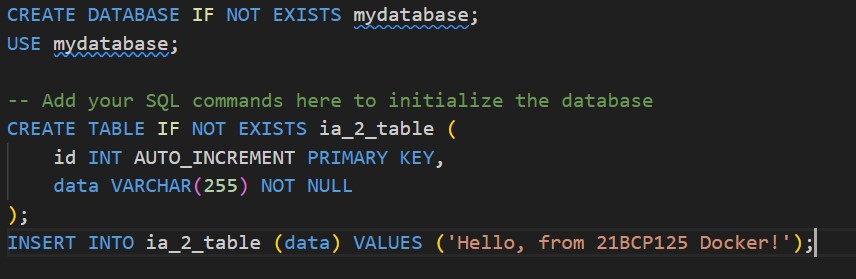 CREATE DATABASE IF NOT EXISTS mydatabase;
USE mydatabase;

-- Add your SQL commands here to initialize the database
CREATE TABLE IF NOT EXISTS ia_2_table (
    id INT AUTO_INCREMENT PRIMARY KEY,
    data VARCHAR(255) NOT NULL
);
INSERT INTO ia_2_table (data) VALUES ('Hello, from 21BCP125 Docker!');